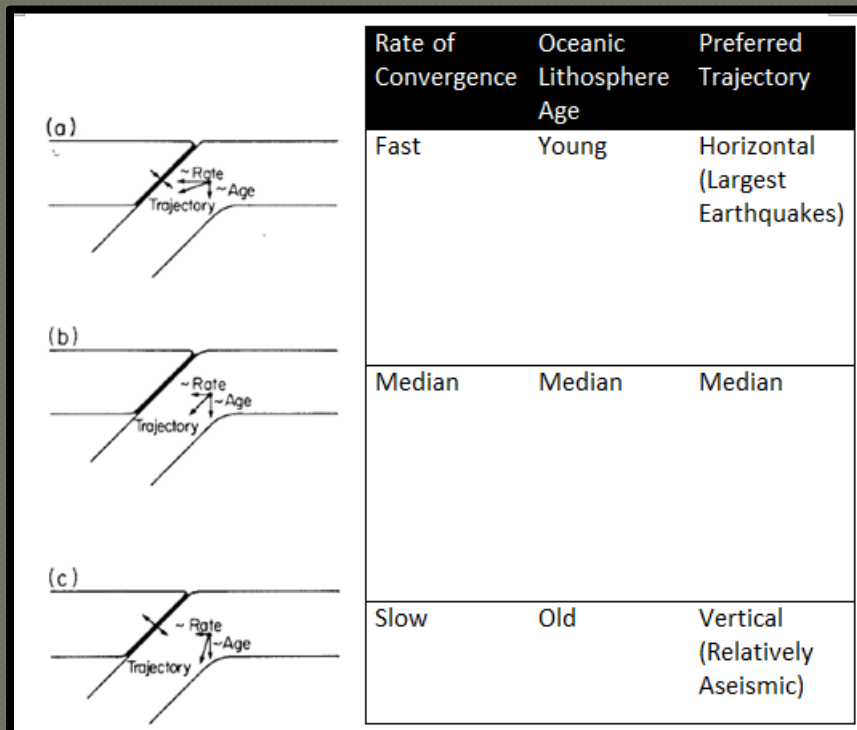 Rate of Convergence
Oceanic Lithosphere Age
Preferred Trajectory
(a)
~Rate
~Age
Trajectory
Fast
Young
Horizontal
(Largest
Earthquakes)
(b)
~Rate
~Age
Trajectory
Median
Median
Median
(c)
~Rate
~Age
Trajectory
Slow
Old
Vertical
(Relatively
Aseismic)